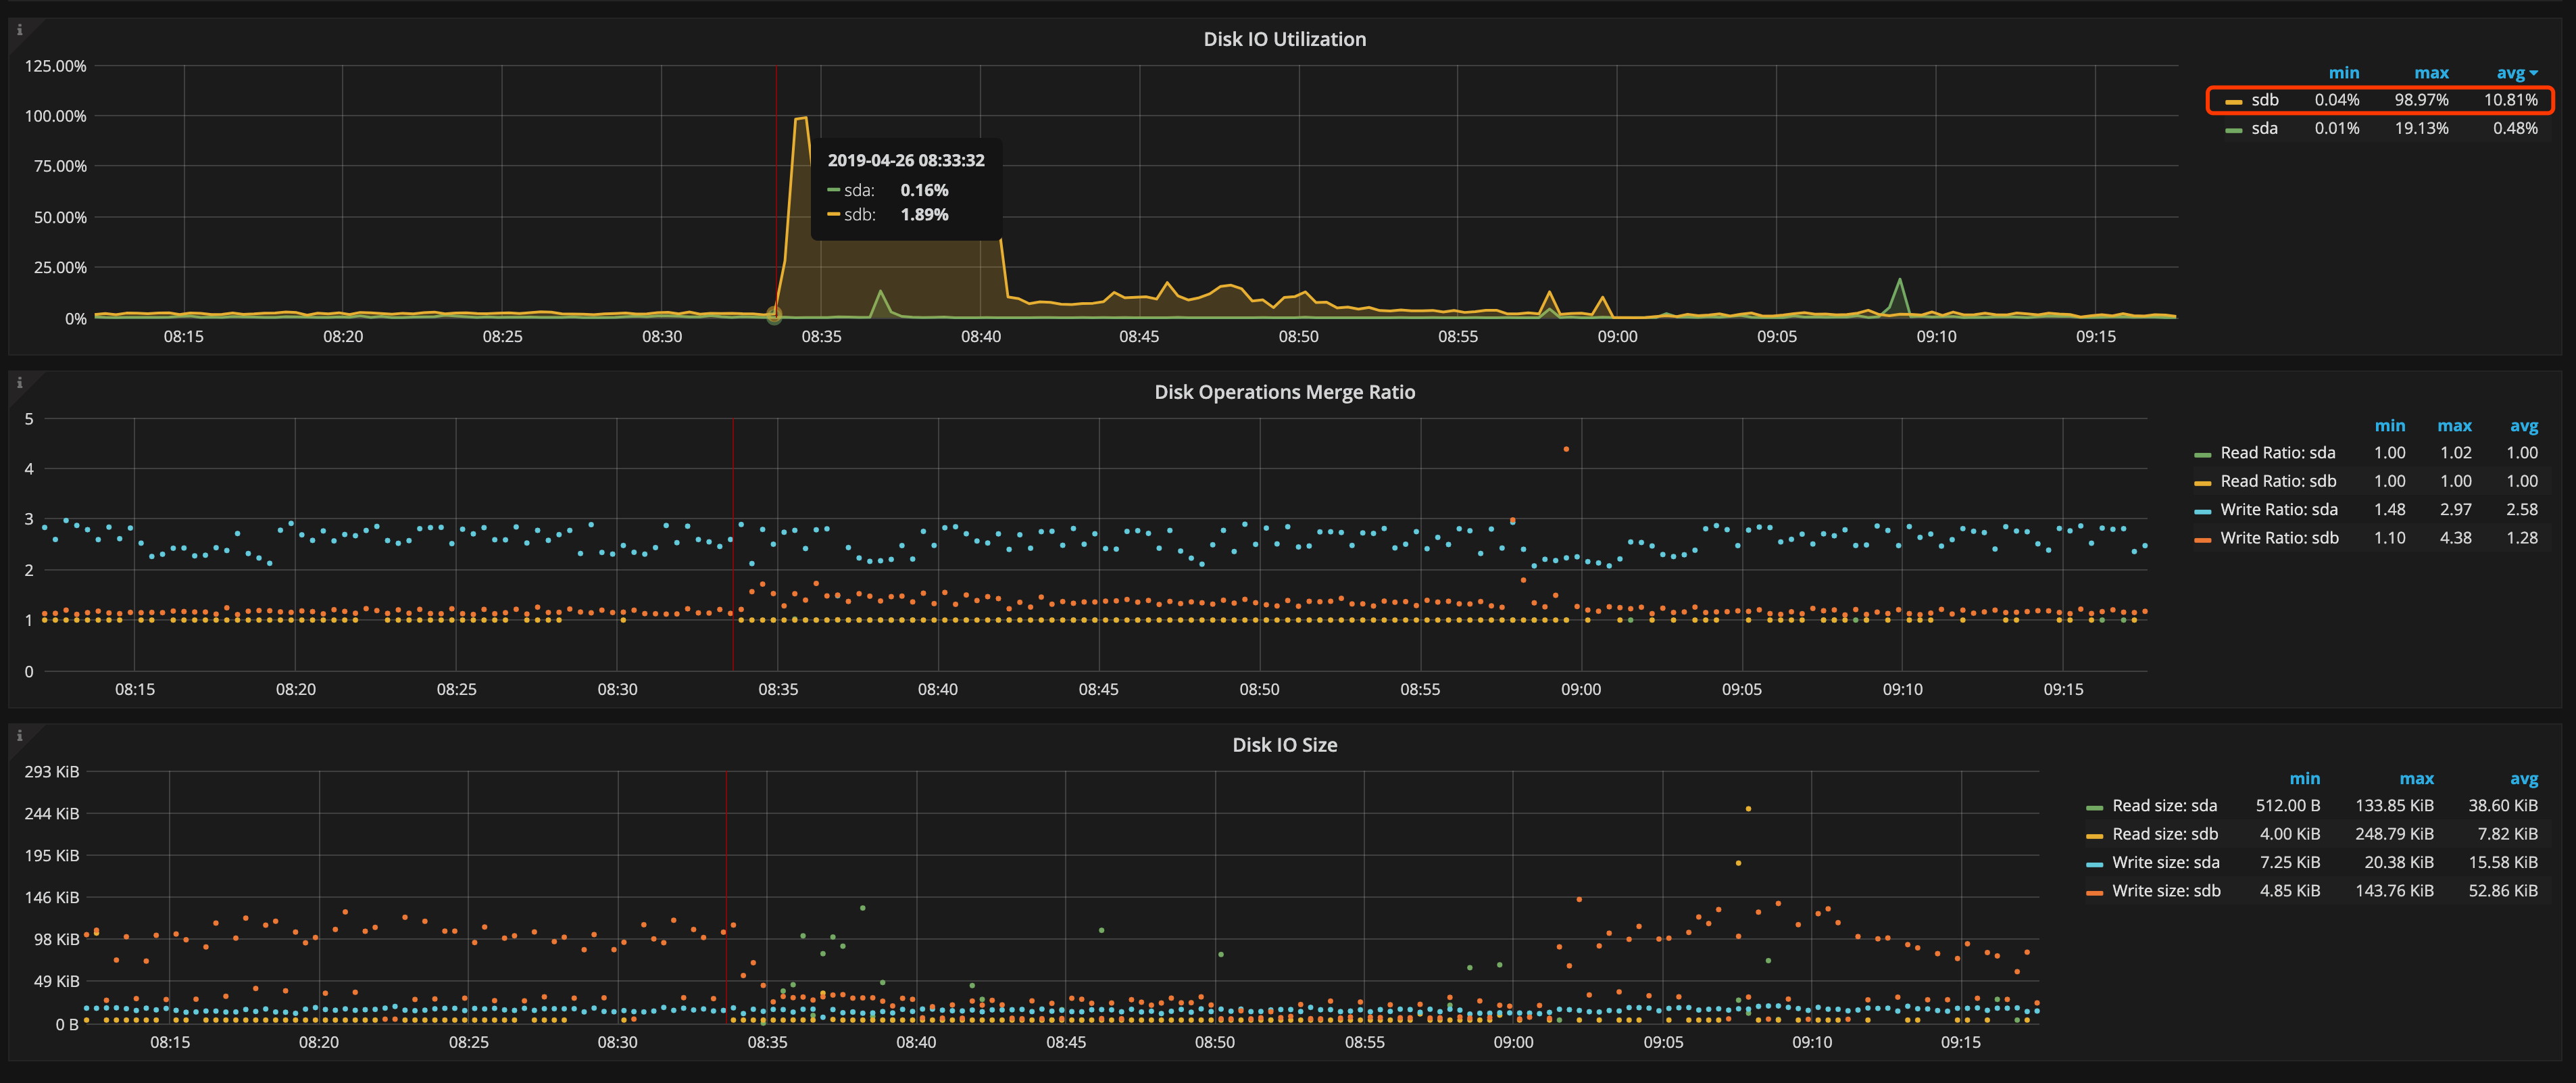 Disk IO Utilization
125.00%
100.00%
75.00%
50.00%
25.00%
0%
08:15 08:20 08:25 08:30 08:35 08:40 08:45 08:50 08:55 09:00 09:05 09:10 09:15
2019-04-26 08:33:32
sda: 0.16%
sdb: 1.89%
min max avg
sdb 0.04% 98.97% 10.81%
sda 0.01% 19.13% 0.48%
Disk Operations Merge Ratio
5
4
3
2
1
0
08:15 08:20 08:25 08:30 08:35 08:40 08:45 08:50 08:55 09:00 09:05 09:10 09:15
min max avg
Read Ratio: sda 1.00 1.02 1.00
Read Ratio: sdb 1.00 1.00 1.00
Write Ratio: sda 1.48 2.97 2.58
Write Ratio: sdb 1.10 4.38 1.28
Disk IO Size
293 KiB
244 KiB
195 KiB
146 KiB
98 KiB
49 KiB
0 B
08:15 08:20 08:25 08:30 08:35 08:40 08:45 08:50 08:55 09:00 09:05 09:10 09:15
min max avg
Read size: sda 512.00 B 133.85 KiB 38.60 KiB
Read size: sdb 4.00 KiB 248.79 KiB 7.82 KiB
Write size: sda 7.25 KiB 20.38 KiB 15.58 KiB
Write size: sdb 4.85 KiB 143.76 KiB 52.86 KiB